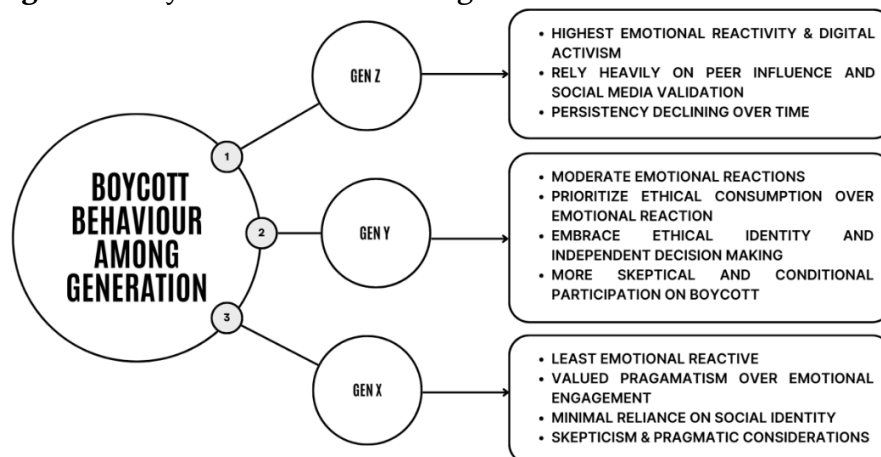 BOYCOTT
BEHAVIOUR
AMONG
GENERATION
1
GEN Z
• HIGHEST EMOTIONAL REACTIVITY & DIGITAL
ACTIVISM
• RELY HEAVILY ON PEER INFLUENCE AND
SOCIAL MEDIA VALIDATION
• PERSISTENCY DECLINING OVER TIME
2
GEN Y
• MODERATE EMOTIONAL REACTIONS
• PRIORITIZE ETHICAL CONSUMPTION OVER
EMOTIONAL REACTION
• EMBRACE ETHICAL IDENTITY AND
INDEPENDENT DECISION MAKING
• MORE SKEPTICAL AND CONDITIONAL
PARTICIPATION ON BOYCOTT
3
GEN X
• LEAST EMOTIONAL REACTIVE
• VALUED PRAGAMATISM OVER EMOTIONAL
ENGAGEMENT
• MINIMAL RELIANCE ON SOCIAL IDENTITY
• SKEPTICISM & PRAGMATIC CONSIDERATIONS